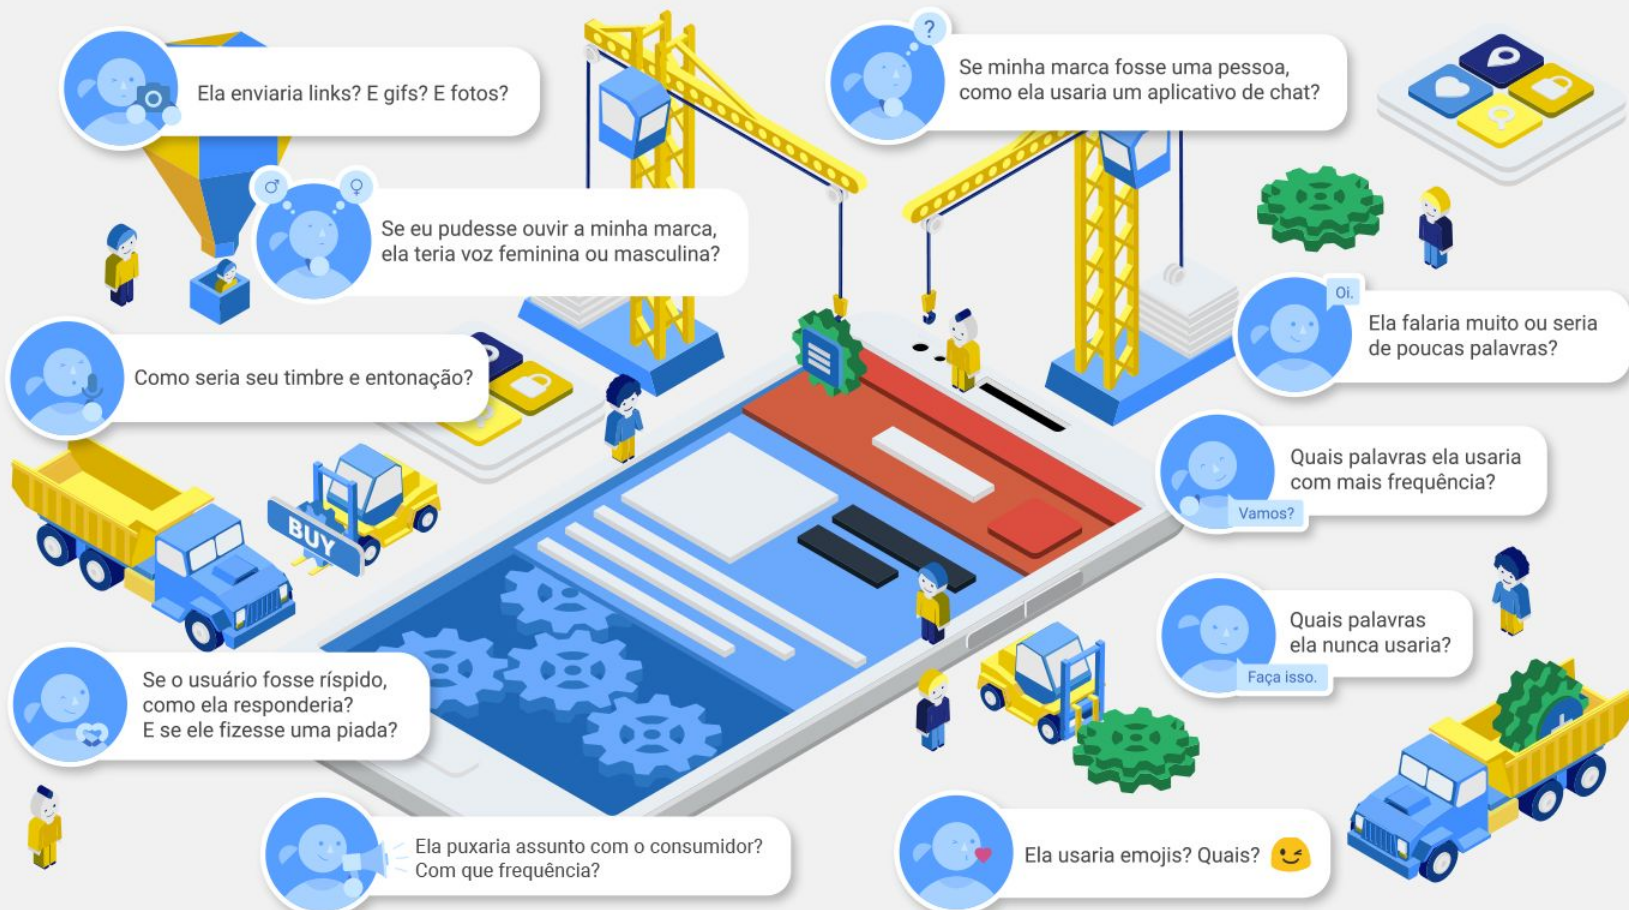 Ela enviaria links? E gifs? E fotos?
?
Se minha marca fosse uma pessoa,
como ela usaria um aplicativo de chat?
Se eu pudesse ouvir a minha marca,
ela teria voz feminina ou masculina?
Oi.
Ela falaria muito ou seria
de poucas palavras?
Como seria seu timbre e entonação?
Quais palavras ela usaria
com mais frequência?
Vamos?
BUY
Quais palavras
ela nunca usaria?
Faça isso.
Se o usuário fosse ríspido,
como ela responderia?
E se ele fizesse uma piada?
Ela puxaria assunto com o consumidor?
Com que frequência?
Ela usaria emojis? Quais? 😉